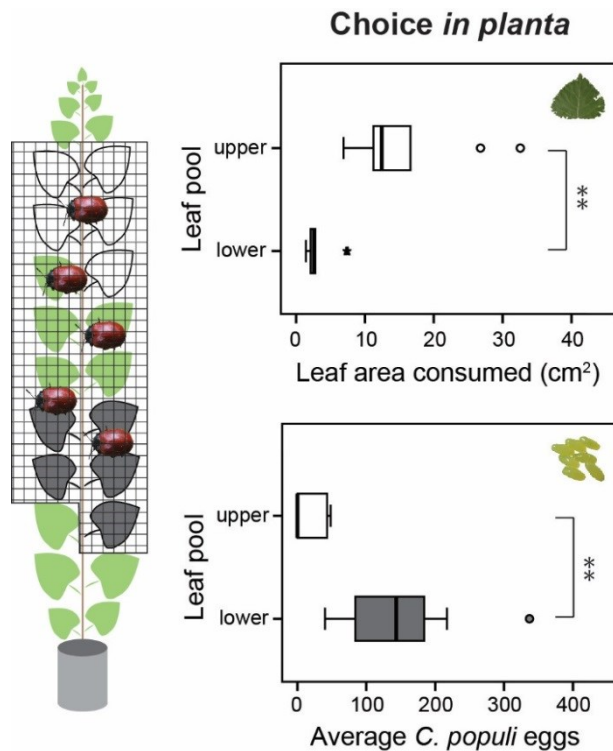 Choice in planta
Leaf pool
upper
lower
**
0 10 20 30 40
Leaf area consumed (cm²)
Leaf pool
upper
lower
**
0 100 200 300 400
Average C. populi eggs